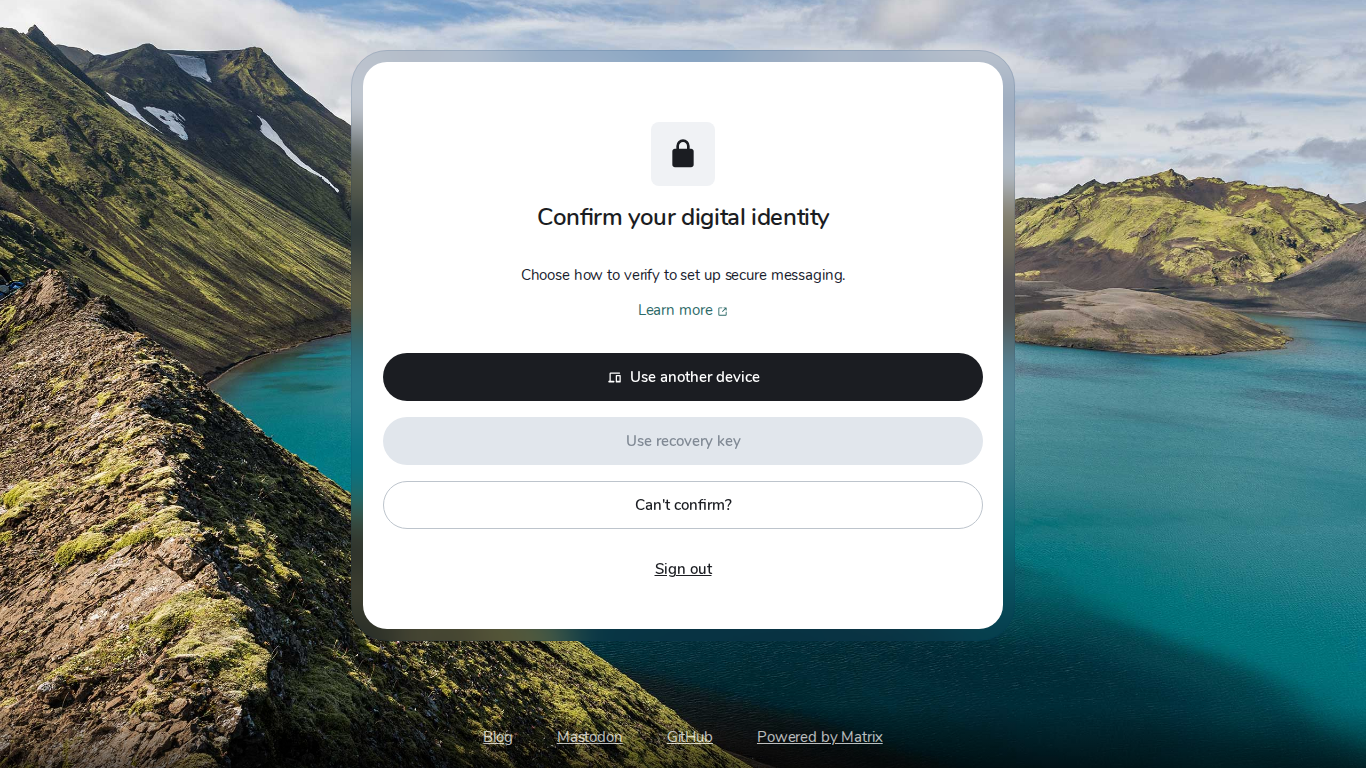 Confirm your digital identity
Choose how to verify to set up secure messaging.
Learn more
Use another device
Use recovery key
Can't confirm?
Sign out
Blog Mastodon GitHub Powered by Matrix